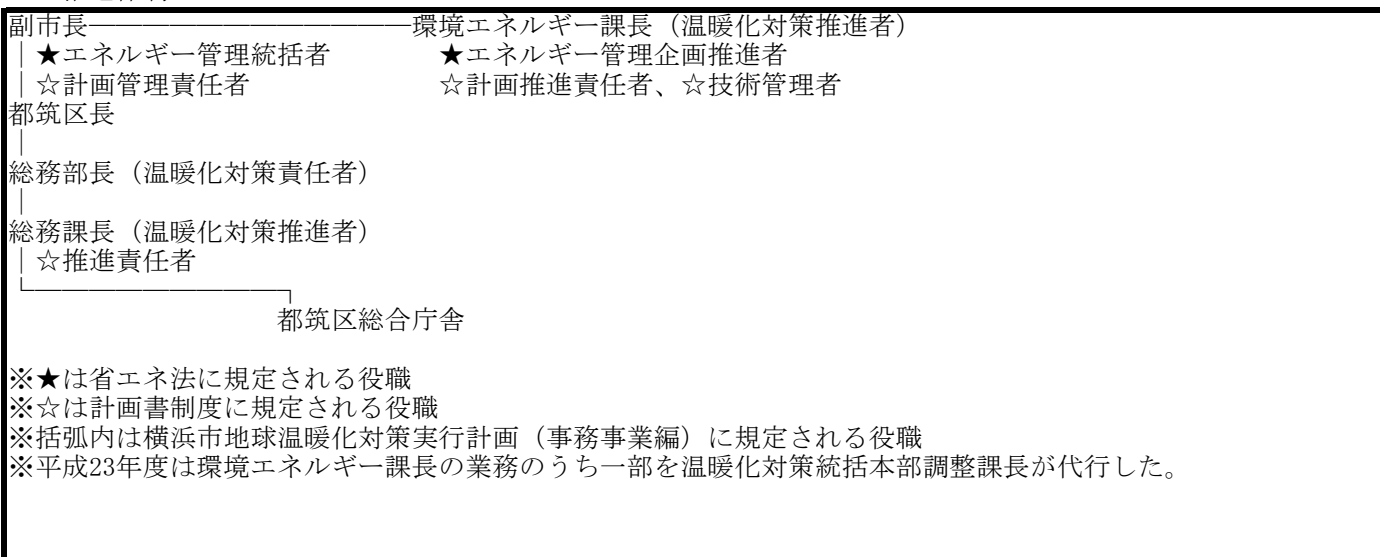 副市長――――――――――――環境エネルギー課長（温暖化対策推進者）
│★エネルギー管理統括者　　　　★エネルギー管理企画推進者
│☆計画管理責任者　　　　　　　☆計画推進責任者、☆技術管理者
都筑区長
│
総務部長（温暖化対策責任者）
│
総務課長（温暖化対策推進者）
│☆推進責任者
└――――――――――┐
都筑区総合庁舎
※★は省エネ法に規定される役職
※☆は計画書制度に規定される役職
※括弧内は横浜市地球温暖化対策実行計画（事務事業編）に規定される役職
※平成23年度は環境エネルギー課長の業務のうち一部を温暖化対策統括本部調整課長が代行した。